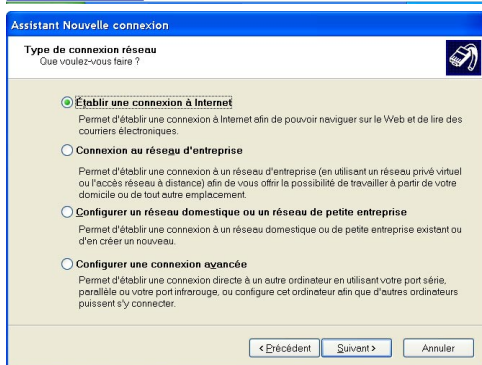 Assistant Nouvelle connexion
Type de connexion réseau
Que voulez-vous faire ?
Établir une connexion à Internet
Permet d'établir une connexion à Internet afin de pouvoir naviguer sur le Web et de lire des
courriers électroniques.
Connexion au réseau d'entreprise
Permet d'établir une connexion à un réseau d'entreprise (en utilisant un réseau privé virtuel
ou l'accès réseau à distance) afin de vous offrir la possibilité de travailler à partir de votre
domicile ou de tout autre emplacement.
Configurer un réseau domestique ou un réseau de petite entreprise
Permet d'établir une connexion à un réseau domestique ou de petite entreprise existant ou
d'en créer un nouveau.
Configurer une connexion avancée
Permet d'établir une connexion directe à un autre ordinateur en utilisant votre port série,
parallèle ou votre port infrarouge, ou configure cet ordinateur afin que d'autres ordinateurs
puissent s'y connecter.
< Précédent Suivant > Annuler